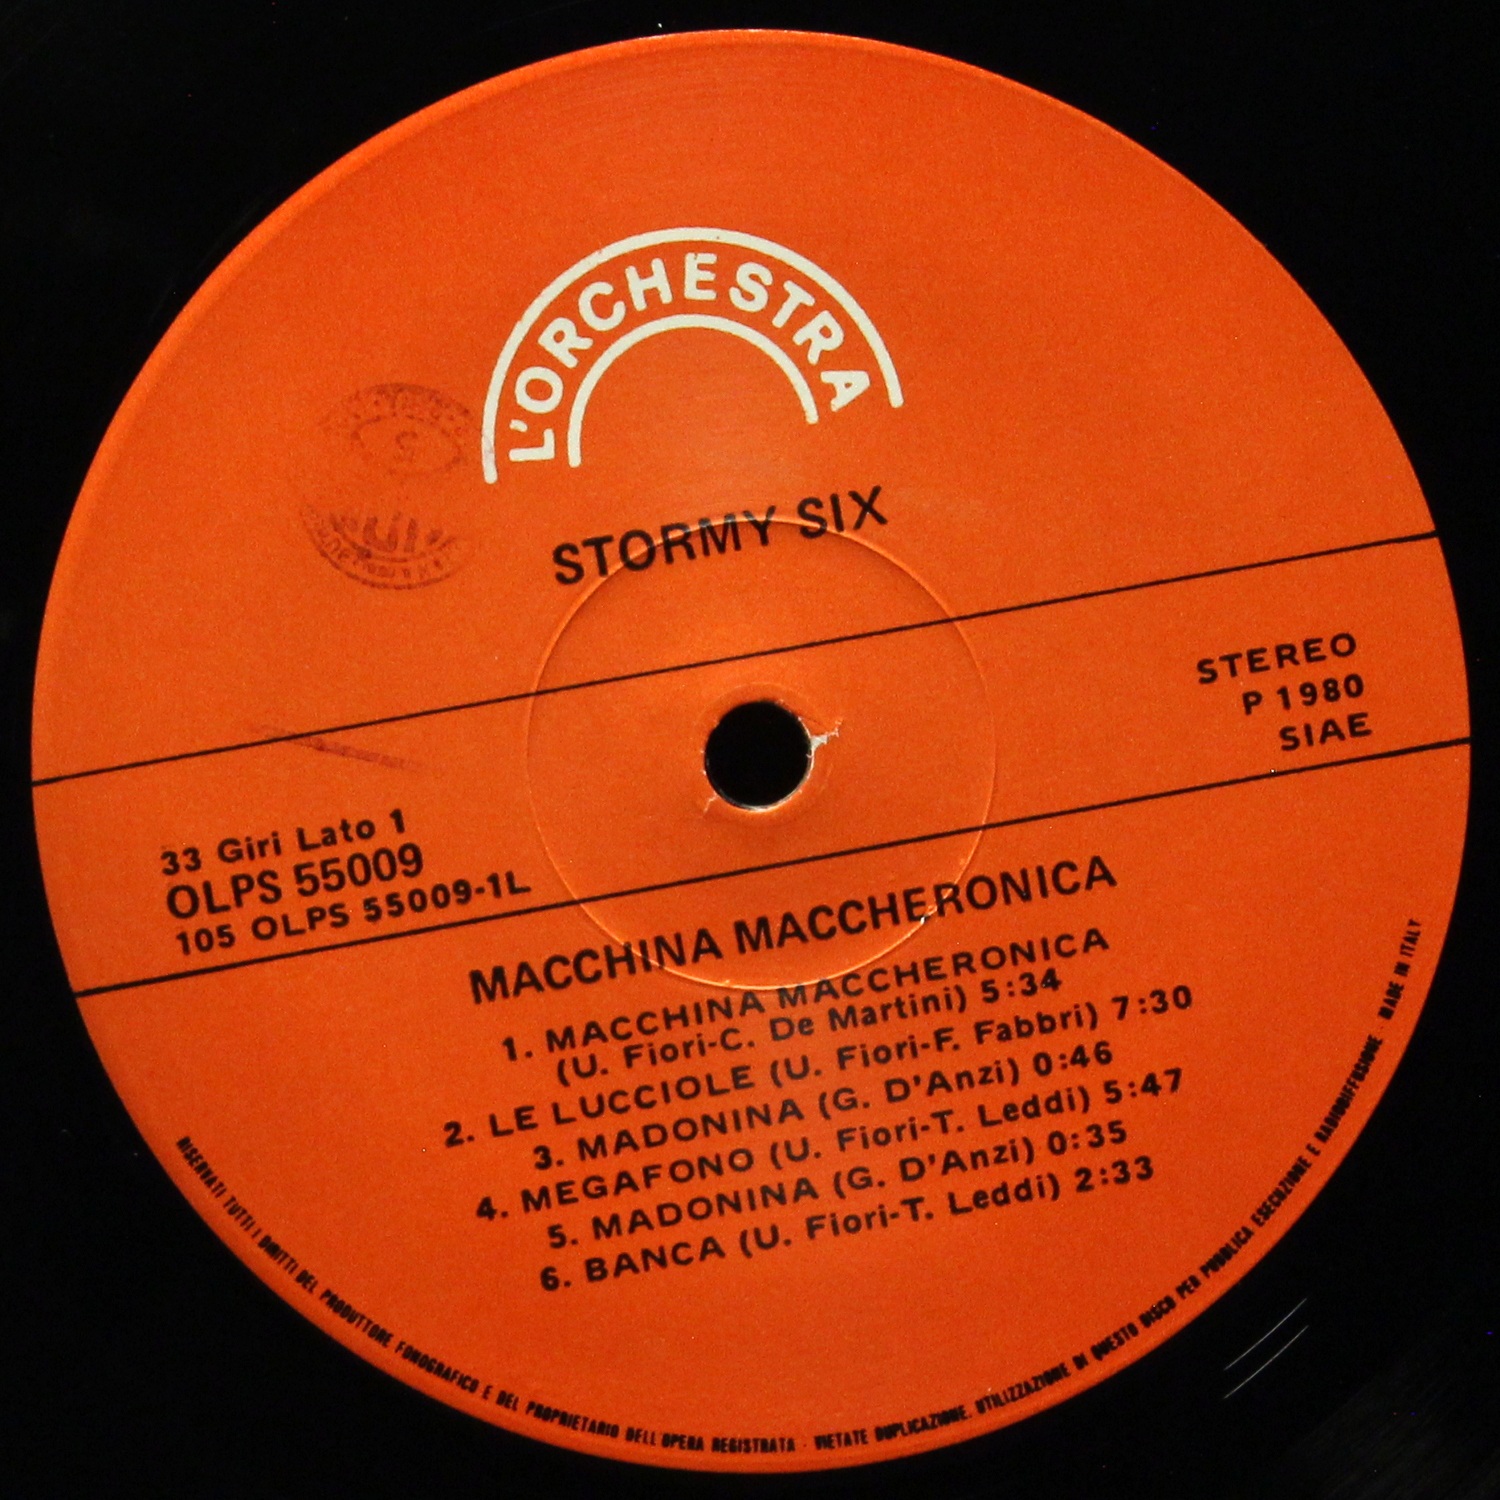 L'ORCHESTRA
STORMY SIX
STEREO
P 1980
SIAE
33 Giri Lato 1
OLPS 55009
105 OLPS 55009-1L
MACCHINA MACCHERONICA
1. MACCHINA MACCHERONICA
(U. Fiori-C. De Martini) 5:34
2. LE LUCCIOLE (U. Fiori-F. Fabbri) 7:30
3. MADONINA (G. D'Anzi) 0:46
4. MEGAFONO (U. Fiori-T. Leddi) 5:47
5. MADONINA (G. D'Anzi) 0:35
6. BANCA (U. Fiori-T. Leddi) 2:33
RISERVATI TUTTI I DIRITTI DEL PRODUTTORE FONOGRAFICO E DEL PROPRIETARIO DELL'OPERA REGISTRATA · VIETATE DUPLICAZIONE, UTILIZZAZIONE DI QUESTO DISCO PER PUBBLICA ESECUZIONE E RADIODIFFUSIONE · MADE IN ITALY